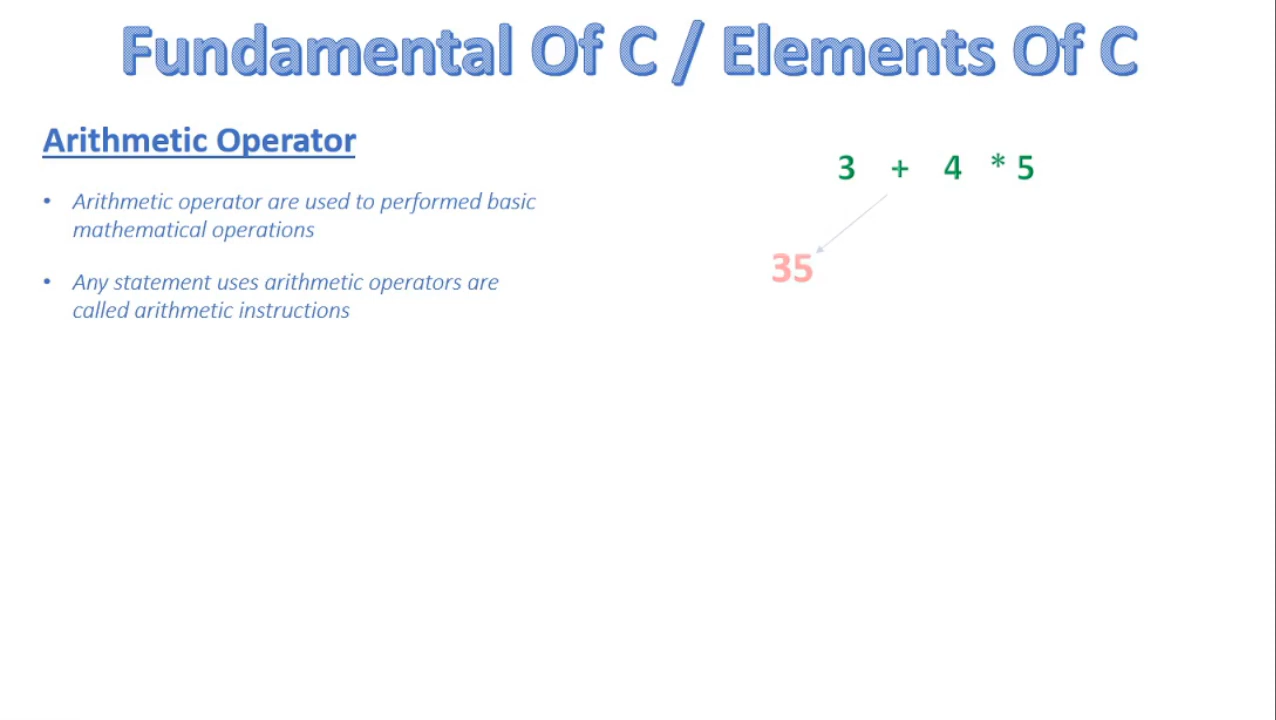 Fundamental Of C / Elements Of C
Arithmetic Operator
• Arithmetic operator are used to performed basic
mathematical operations
• Any statement uses arithmetic operators are
called arithmetic instructions
3 + 4 * 5
35